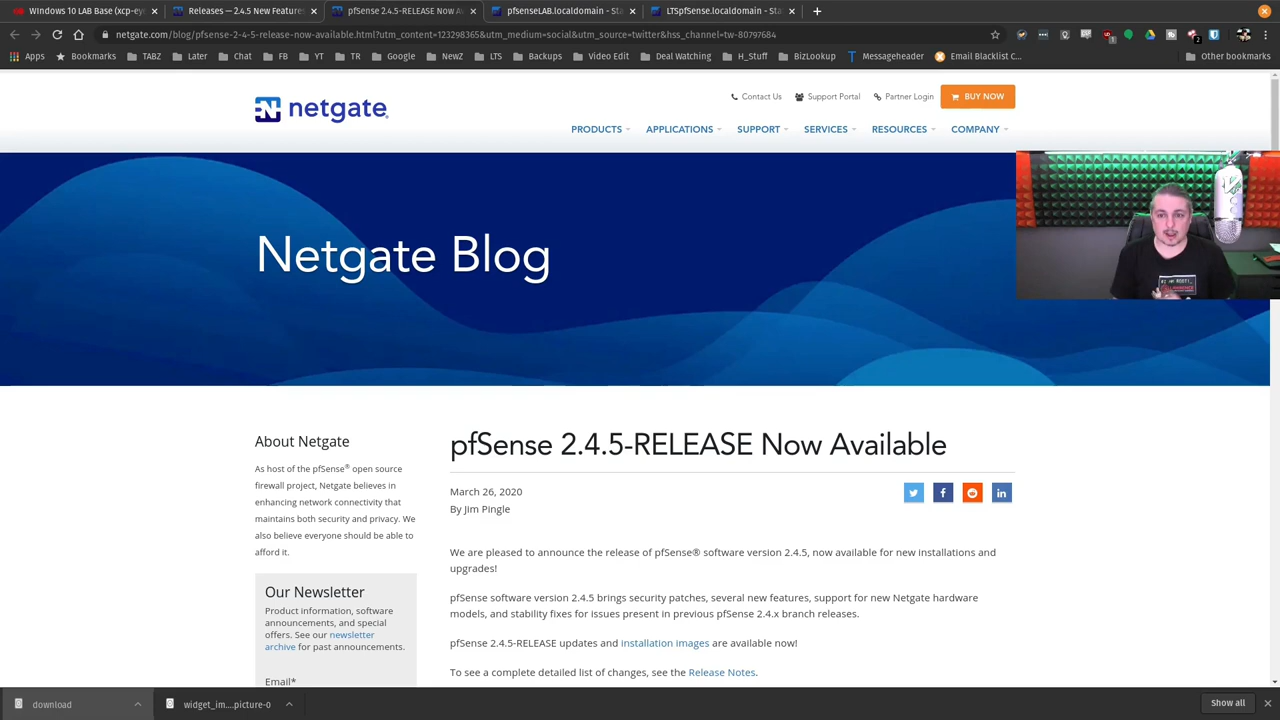 WIndows 10 LAB Base (xcp-eye
Releases — 2.4.5 New Features
pfSense 2.4.5-RELEASE Now Av
pfsenseLAB.localdomain - Sta
LTSpfSense.localdomain - Sta
netgate.com/blog/pfsense-2-4-5-release-now-available.html?utm_content=123298365&utm_medium=social&utm_source=twitter&hss_channel=tw-80797684
Apps Bookmarks TABZ Later Chat FB YT TR Google NewZ LTS Backups Video Edit Deal Watching H_Stuff BizLookup Messageheader Email Blacklist C... Other bookmarks
Contact Us Support Portal Partner Login BUY NOW
netgate
PRODUCTS APPLICATIONS SUPPORT SERVICES RESOURCES COMPANY
Netgate Blog
About Netgate
As host of the pfSense® open source
firewall project, Netgate believes in
enhancing network connectivity that
maintains both security and privacy. We
also believe everyone should be able to
afford it.
Our Newsletter
Product information, software
announcements, and special
offers. See our newsletter
archive for past announcements.
Email*
pfSense 2.4.5-RELEASE Now Available
March 26, 2020
By Jim Pingle
We are pleased to announce the release of pfSense® software version 2.4.5, now available for new installations and
upgrades!
pfSense software version 2.4.5 brings security patches, several new features, support for new Netgate hardware
models, and stability fixes for issues present in previous pfSense 2.4.x branch releases.
pfSense 2.4.5-RELEASE updates and installation images are available now!
To see a complete detailed list of changes, see the Release Notes.
download
widget_im....picture-0
Show all